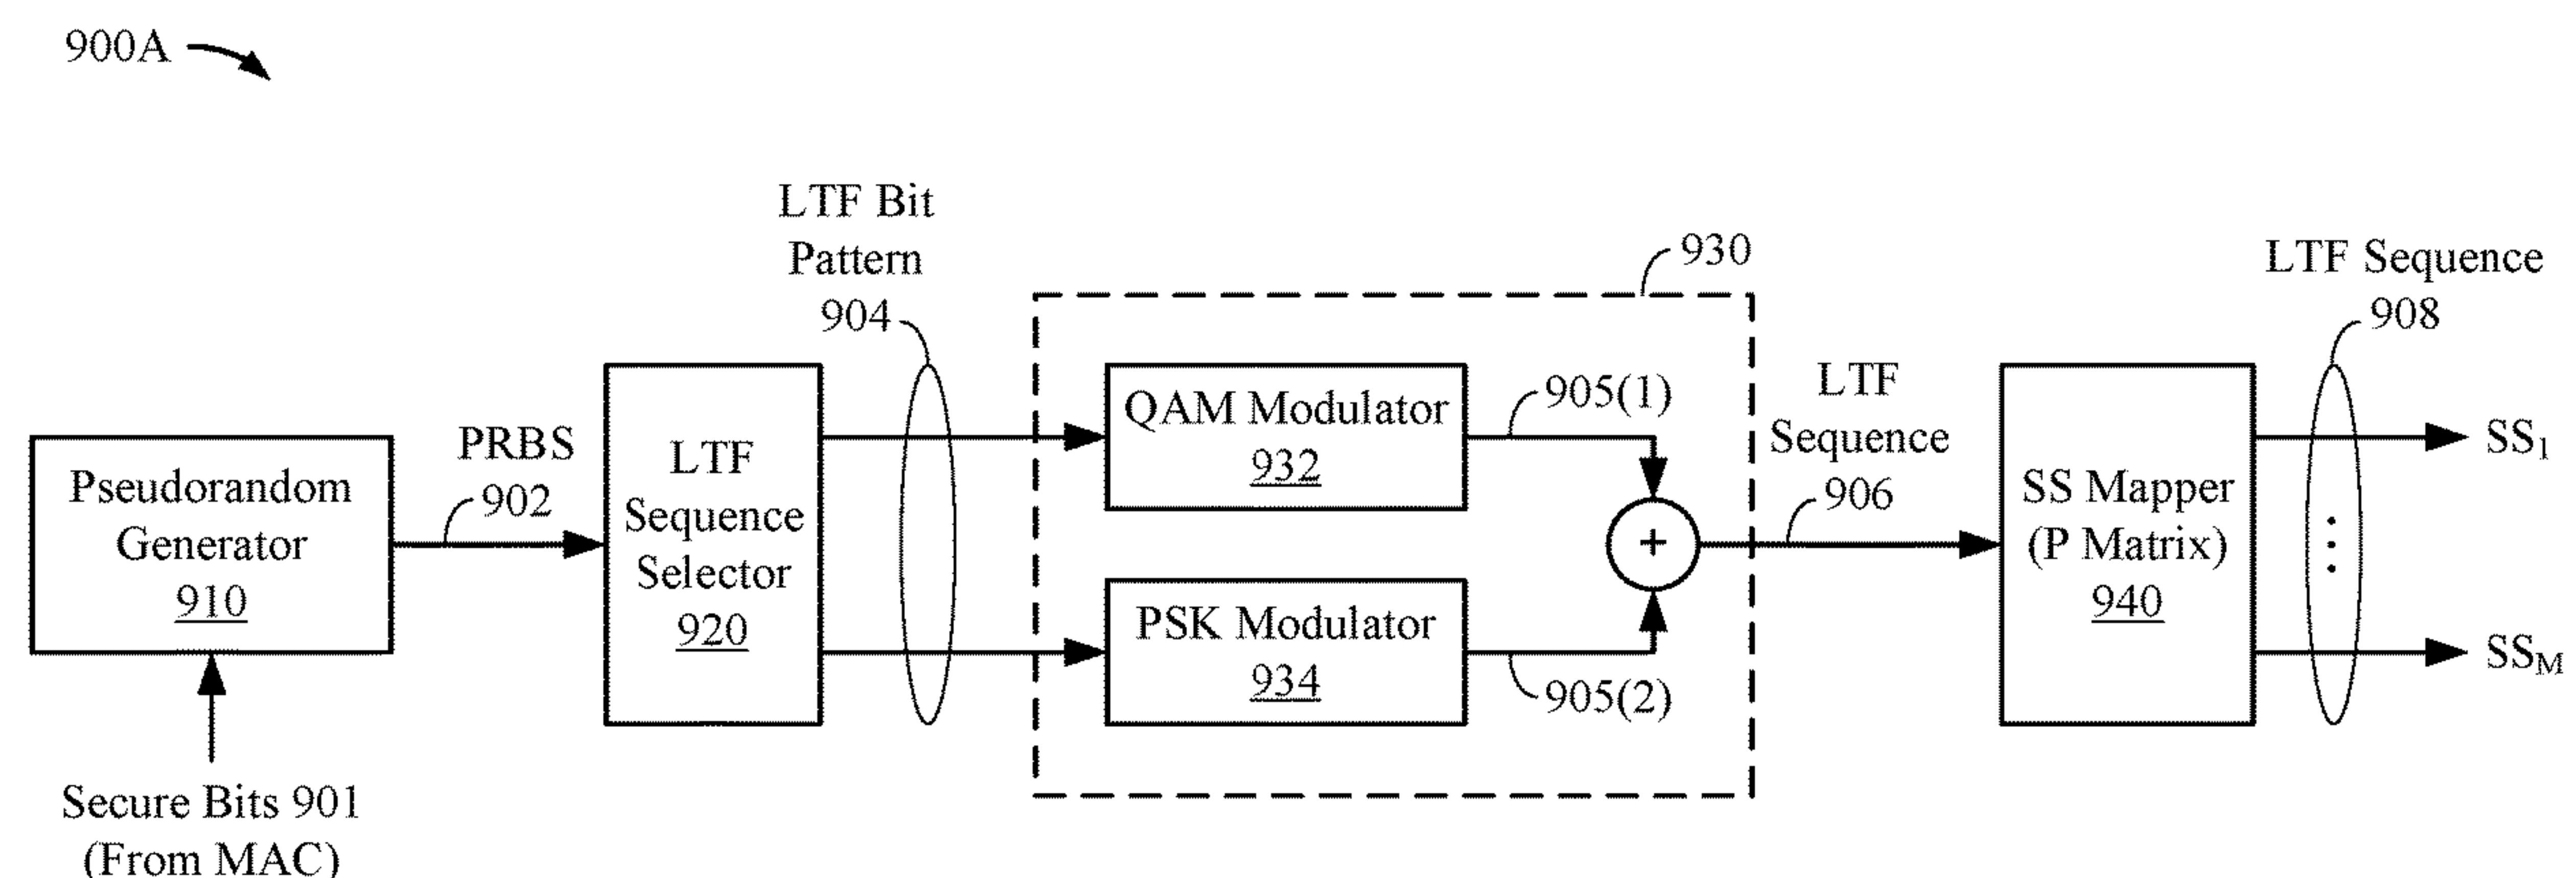 900A
LTF Bit
Pattern
904
930
LTF Sequence
908
QAM Modulator
932
905(1)
LTF
Sequence
906
Pseudorandom
Generator
910
PRBS
902
LTF
Sequence
Selector
920
+
SS Mapper
(P Matrix)
940
SS1
SSM
PSK Modulator
934
905(2)
Secure Bits 901
(From MAC)